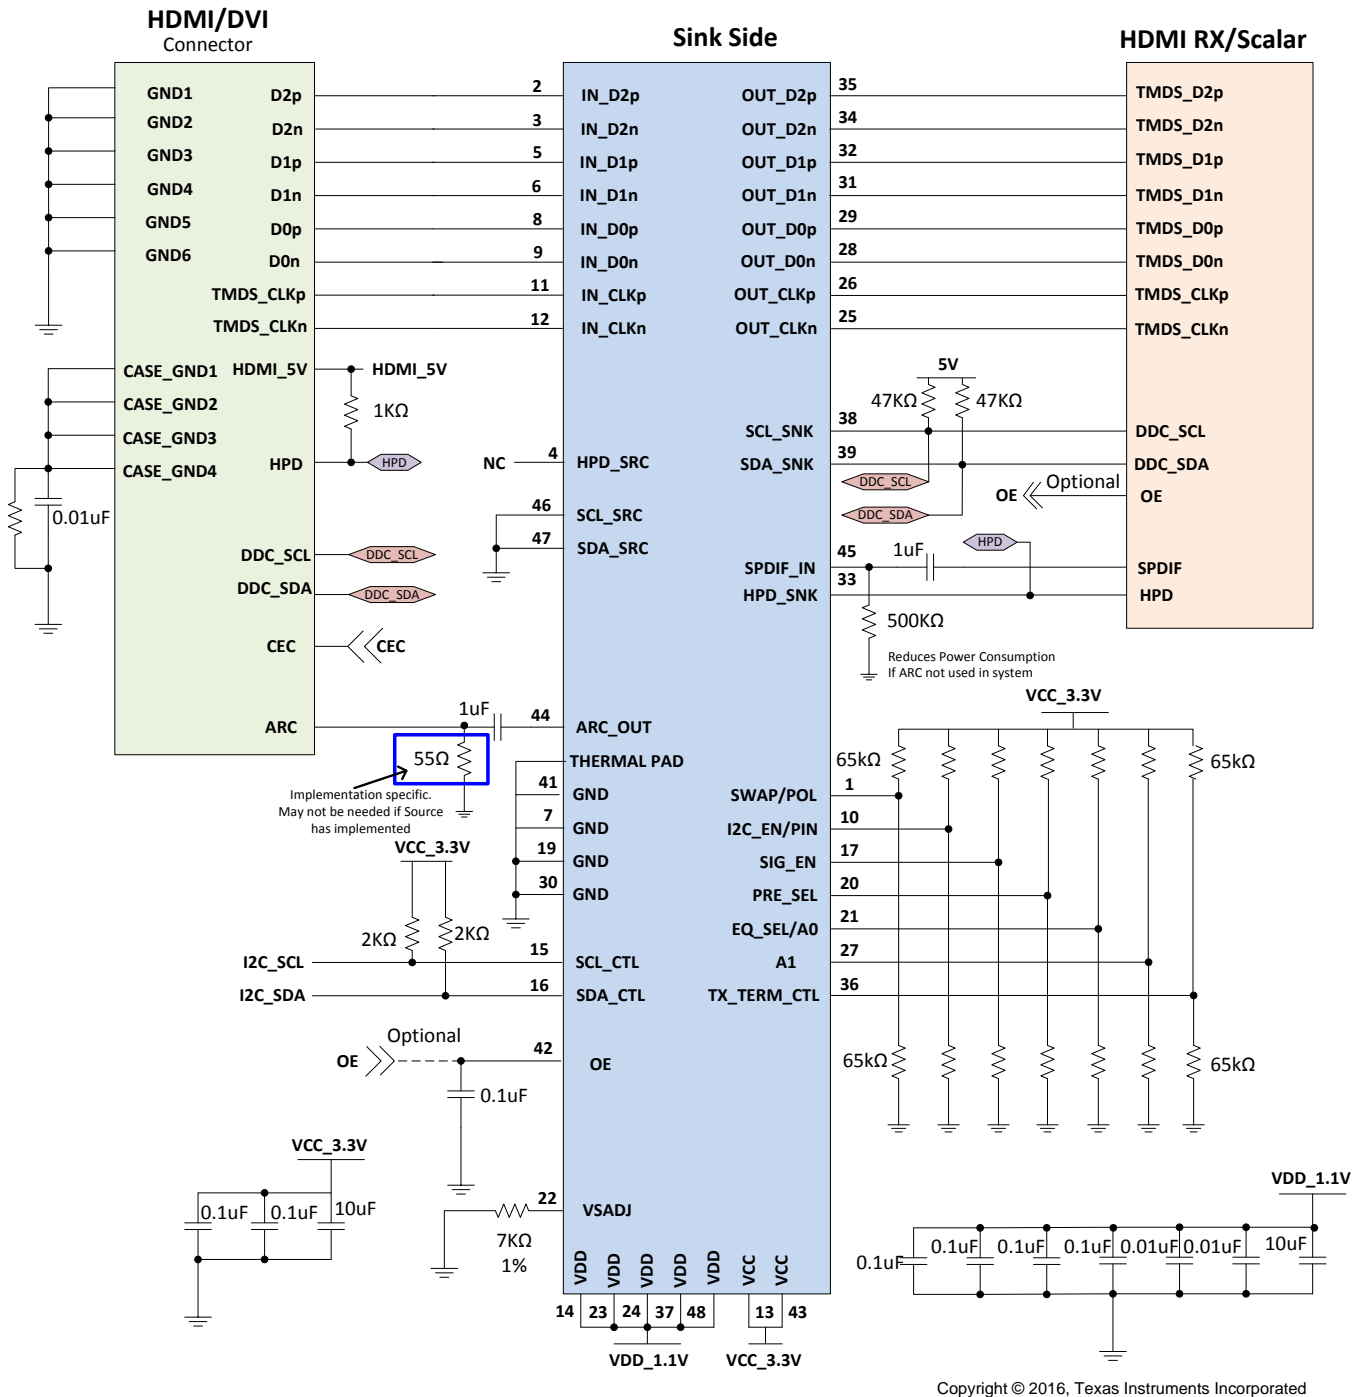 HDMI/DVI
Connector
Sink Side
HDMI RX/Scalar
GND1
GND2
GND3
GND4
GND5
GND6
CASE_GND1
CASE_GND2
CASE_GND3
CASE_GND4
0.01uF
D2p
D2n
D1p
D1n
D0p
D0n
TMDS_CLKp
TMDS_CLKn
HDMI_5V
HDMI_5V
1KΩ
HPD
HPD
DDC_SCL
DDC_SCL
DDC_SDA
DDC_SDA
CEC
CEC
ARC
1uF
55Ω
Implementation specific.
May not be needed if Source
has implemented
VCC_3.3V
2KΩ
2KΩ
I2C_SCL
I2C_SDA
Optional
OE
0.1uF
VCC_3.3V
0.1uF
0.1uF
10uF
7KΩ
1%
2
IN_D2p
3
IN_D2n
5
IN_D1p
6
IN_D1n
8
IN_D0p
9
IN_D0n
11
IN_CLKp
12
IN_CLKn
NC
4
HPD_SRC
46
SCL_SRC
47
SDA_SRC
44
ARC_OUT
THERMAL PAD
41
GND
7
GND
19
GND
30
GND
15
SCL_CTL
16
SDA_CTL
42
OE
22
VSADJ
VDD
VDD
VDD
VDD
VDD
VCC
VCC
14
23
24
37
48
13
43
VDD_1.1V
VCC_3.3V
OUT_D2p
35
OUT_D2n
34
OUT_D1p
32
OUT_D1n
31
OUT_D0p
29
OUT_D0n
28
OUT_CLKp
26
OUT_CLKn
25
SCL_SNK
38
SDA_SNK
39
SPDIF_IN
45
HPD_SNK
33
SWAP/POL
1
I2C_EN/PIN
10
SIG_EN
17
PRE_SEL
20
EQ_SEL/A0
21
A1
27
TX_TERM_CTL
36
5V
47KΩ
47KΩ
DDC_SCL
DDC_SDA
OE
Optional
HPD
1uF
500KΩ
Reduces Power Consumption
If ARC not used in system
TMDS_D2p
TMDS_D2n
TMDS_D1p
TMDS_D1n
TMDS_D0p
TMDS_D0n
TMDS_CLKp
TMDS_CLKn
DDC_SCL
DDC_SDA
OE
SPDIF
HPD
VCC_3.3V
65kΩ
65kΩ
65kΩ
65kΩ
VDD_1.1V
0.1uF
0.1uF
0.1uF
0.1uF
0.01uF
0.01uF
10uF
Copyright © 2016, Texas Instruments Incorporated